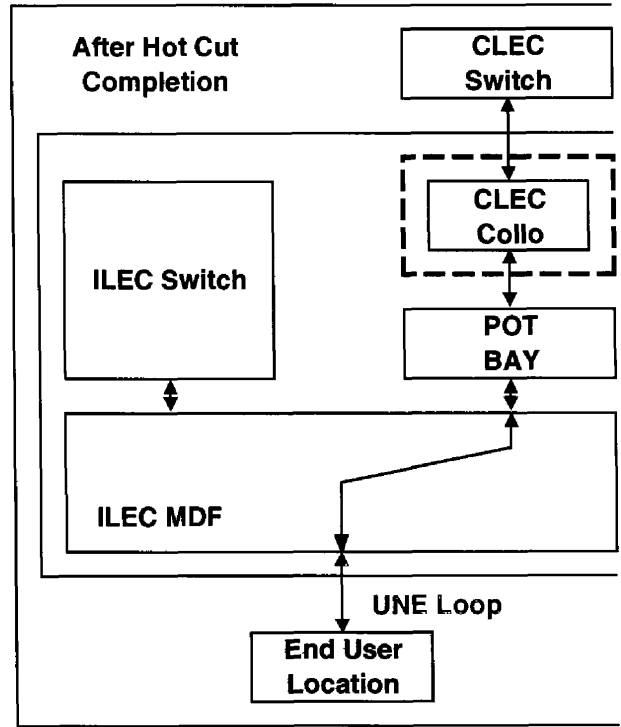 After Hot Cut
Completion
CLEC
Switch
CLEC
Collo
ILEC Switch
POT
BAY
ILEC MDF
UNE Loop
End User
Location